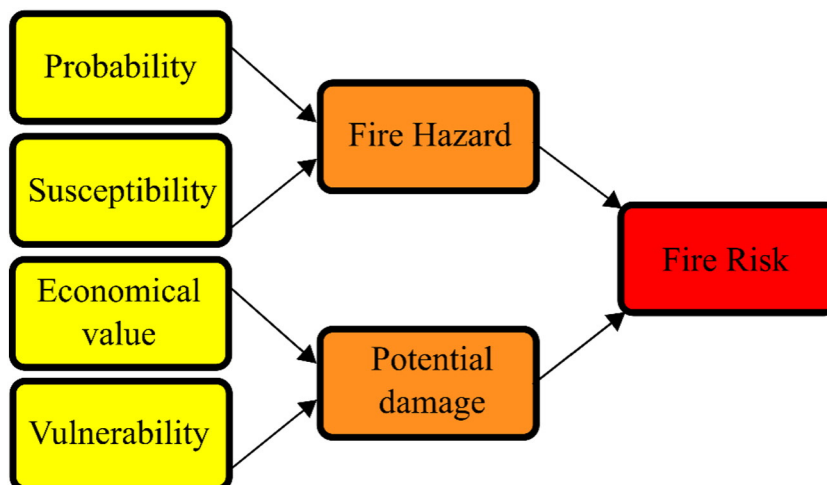 Probability
Susceptibility
Economical
value
Vulnerability
Fire Hazard
Potential
damage
Fire Risk